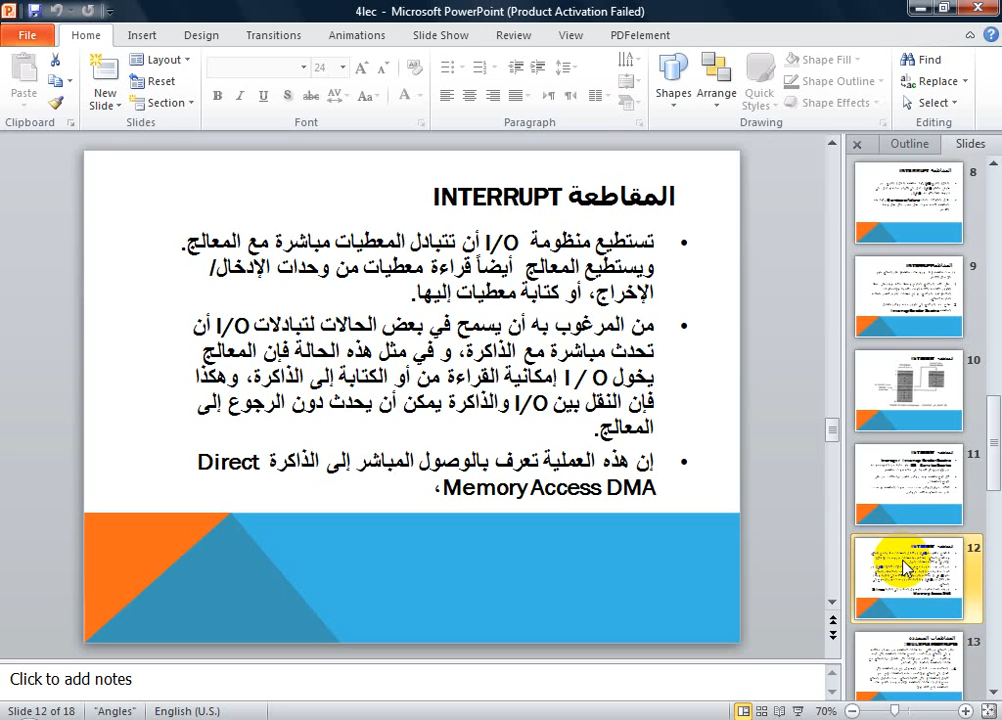 4lec - Microsoft PowerPoint (Product Activation Failed)
File Home Insert Design Transitions Animations Slide Show Review View PDFelement
Paste
New Slide
Layout
Reset
Section
24
B I U S abc AV Aa A
Shapes Arrange Quick Styles
Shape Fill
Shape Outline
Shape Effects
Find
Replace
Select
Clipboard Slides Font Paragraph Drawing Editing
المقاطعة INTERRUPT
• تستطيع منظومة I/O أن تتبادل المعطيات مباشرة مع المعالج.
ويستطيع المعالج أيضاً قراءة معطيات من وحدات الإدخال/
الإخراج، أو كتابة معطيات إليها.
• من المرغوب به أن يسمح في بعض الحالات لتبادلات I/O أن
تحدث مباشرة مع الذاكرة، و في مثل هذه الحالة فإن المعالج
يخول I / O إمكانية القراءة من أو الكتابة إلى الذاكرة، وهكذا
فإن النقل بين I/O والذاكرة يمكن أن يحدث دون الرجوع إلى
المعالج.
• إن هذه العملية تعرف بالوصول المباشر إلى الذاكرة Direct
Memory Access DMA،
Outline Slides
8
9
10
11
12
13
Click to add notes
Slide 12 of 18 "Angles" English (U.S.) 70%